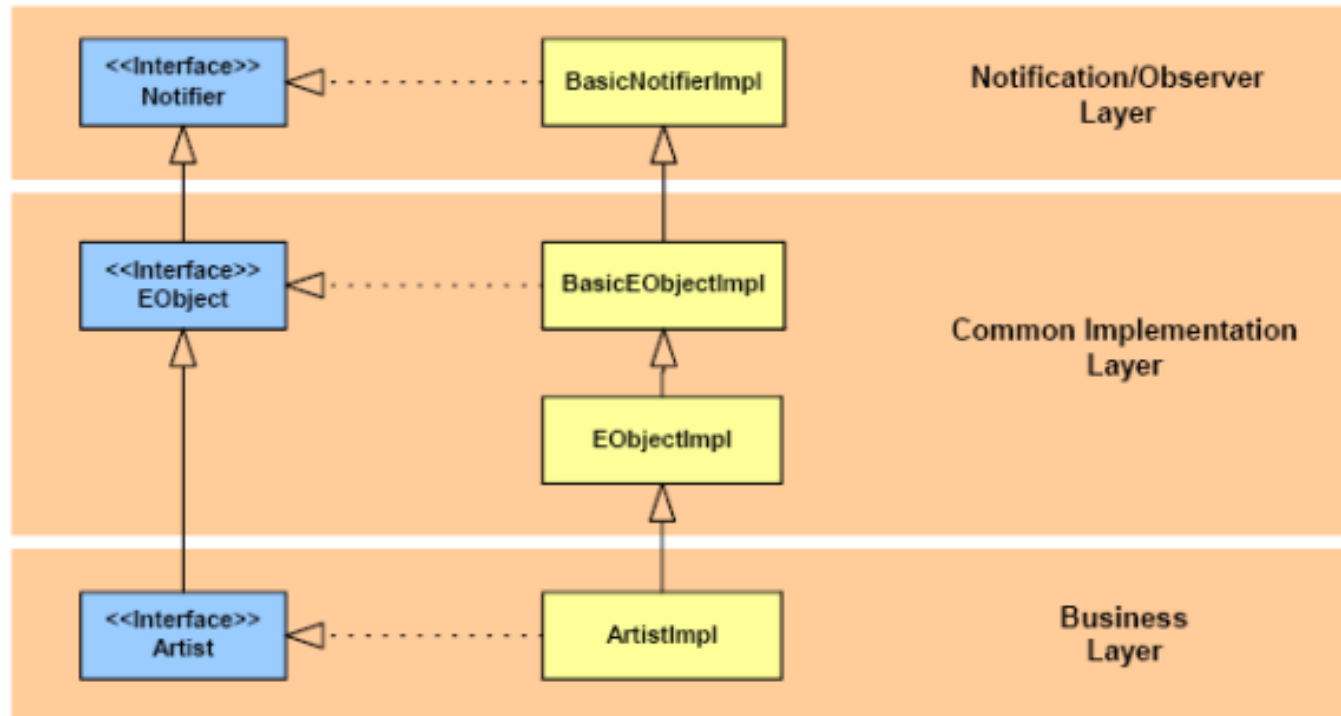 <<Interface>>
Notifier
BasicNotifierImpl
Notification/Observer
Layer
<<Interface>>
EObject
BasicEObjectImpl
Common Implementation
Layer
EObjectImpl
<<Interface>>
Artist
ArtistImpl
Business
Layer